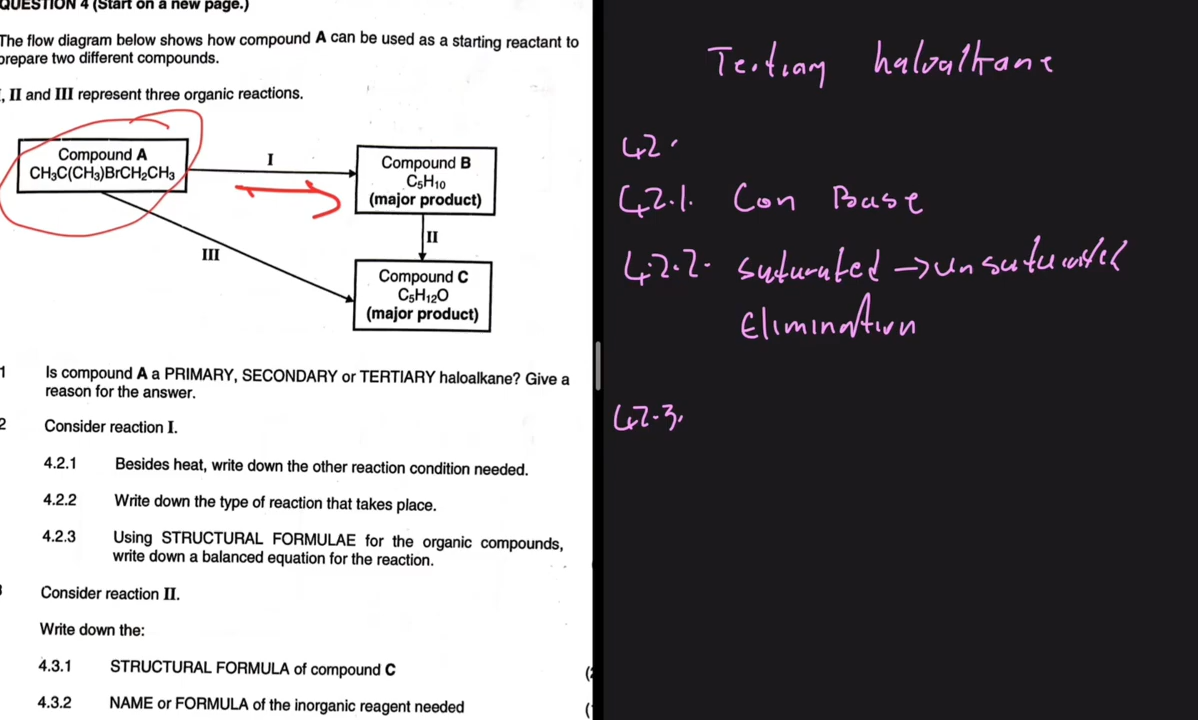 QUESTION 4 (Start on a new page.)
The flow diagram below shows how compound A can be used as a starting reactant to
prepare two different compounds.
, II and III represent three organic reactions.
Compound A
CH₃C(CH₃)BrCH₂CH₃
I
Compound B
C₅H₁₀
(major product)
II
III
Compound C
C₅H₁₂O
(major product)
1 Is compound A a PRIMARY, SECONDARY or TERTIARY haloalkane? Give a
reason for the answer.
2 Consider reaction I.
4.2.1 Besides heat, write down the other reaction condition needed.
4.2.2 Write down the type of reaction that takes place.
4.2.3 Using STRUCTURAL FORMULAE for the organic compounds,
write down a balanced equation for the reaction.
Consider reaction II.
Write down the:
4.3.1 STRUCTURAL FORMULA of compound C
4.3.2 NAME or FORMULA of the inorganic reagent needed
Tertiary haloalkane
4.2.
4.2.1. Con Base
4.2.2. saturated → unsaturated
Elimination
4.2.3.